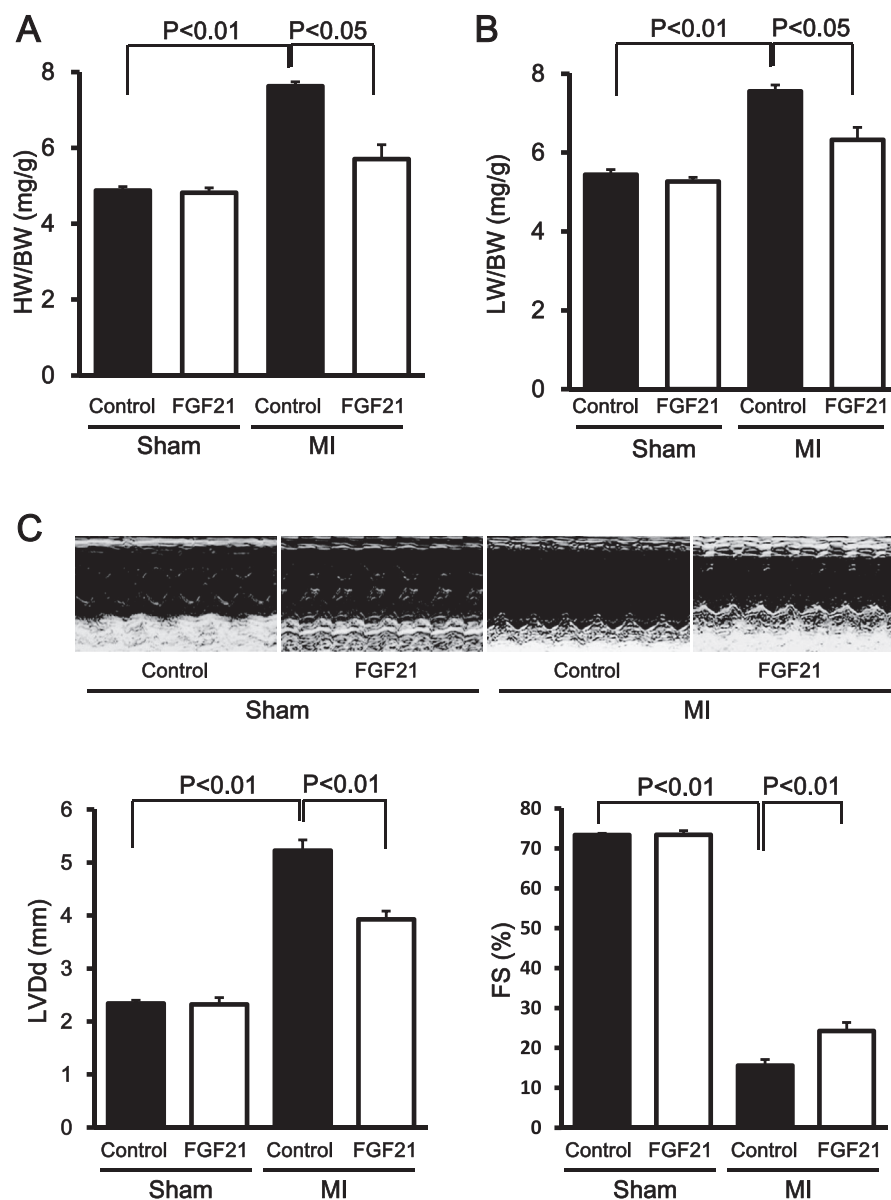 A
P<0.01 P<0.05
HW/BW (mg/g)
8
6
4
2
0
Control FGF21 Control FGF21
Sham MI
B
P<0.01 P<0.05
LW/BW (mg/g)
8
6
4
2
0
Control FGF21 Control FGF21
Sham MI
C
Control FGF21 Control FGF21
Sham MI
P<0.01 P<0.01
LVDd (mm)
6
5
4
3
2
1
0
Control FGF21 Control FGF21
Sham MI
P<0.01 P<0.01
FS (%)
80
70
60
50
40
30
20
10
0
Control FGF21 Control FGF21
Sham MI